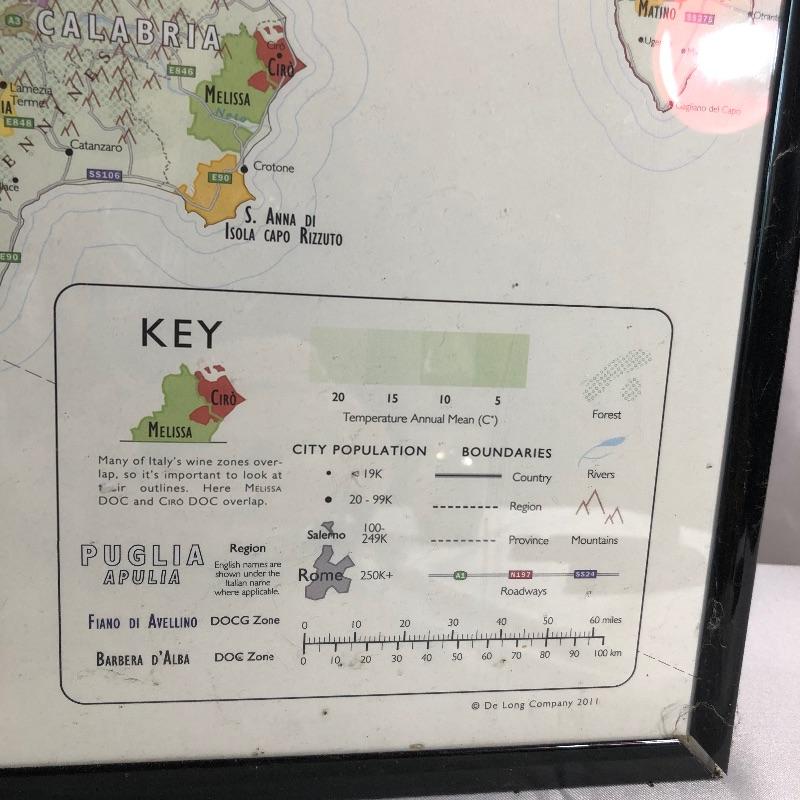 A3
CALABRIA
MATINO
SS275
Otranto
Cirò
CIRÒ
E846
MELISSA
Neto
Gagliano del Capo
Lamezia
Terme
E848
Catanzaro
SS106
Crotone
E90
S. ANNA DI
ISOLA CAPO RIZZUTO
E90
KEY
CIRÒ
MELISSA
20 15 10 5
Temperature Annual Mean (C°)
Forest
Many of Italy's wine zones over-
lap, so it's important to look at
their outlines. Here MELISSA
DOC and CIRÒ DOC overlap.
CITY POPULATION
< 19K
20 - 99K
Salerno 100-
249K
Rome 250K+
BOUNDARIES
Country
Region
Province
A1 N197 SS24
Roadways
Rivers
Mountains
PUGLIA
APULIA
Region
English names are
shown under the
Italian name
where applicable.
FIANO DI AVELLINO DOCG Zone
BARBERA D'ALBA DOC Zone
0 10 20 30 40 50 60 miles
0 10 20 30 40 50 60 70 80 90 100 km
© De Long Company 2011